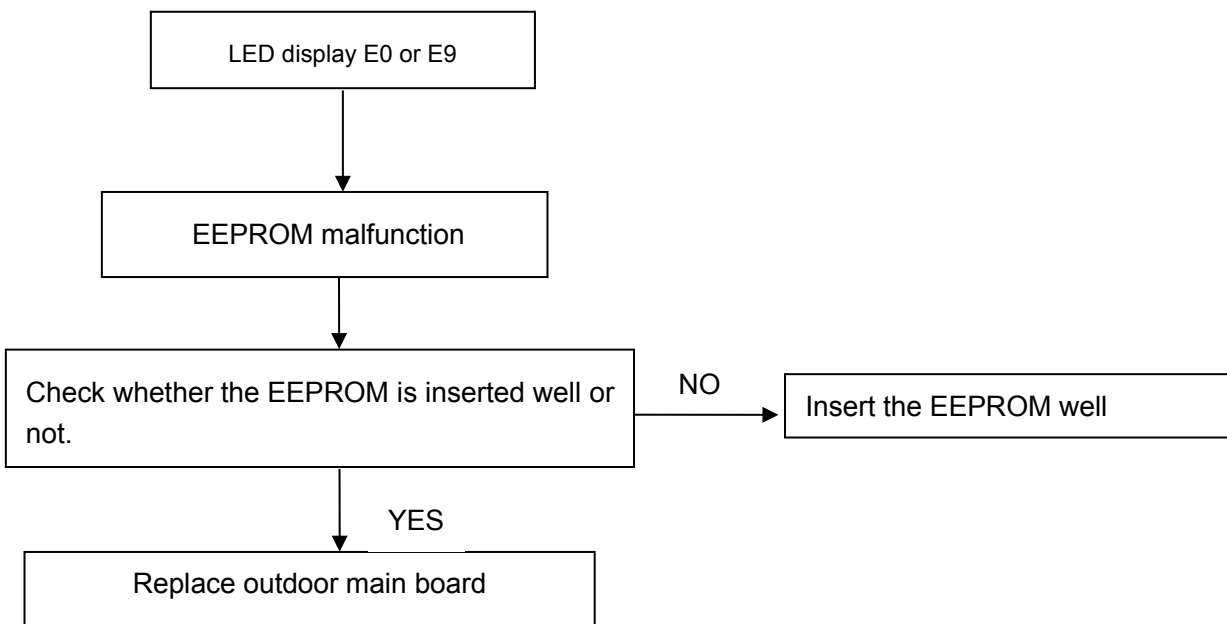 LED display E0 or E9
EEPROM malfunction
Check whether the EEPROM is inserted well or
not.
NO
Insert the EEPROM well
YES
Replace outdoor main board